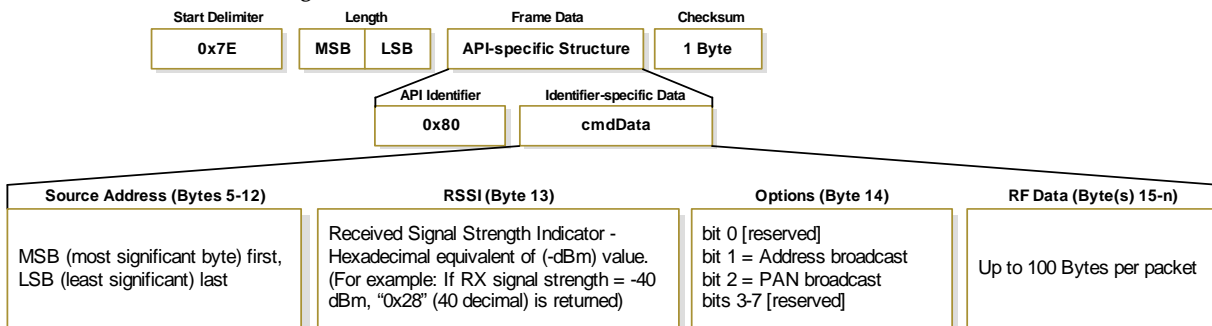 Start Delimiter
Length
Frame Data
Checksum
0x7E
MSB
LSB
API-specific Structure
1 Byte
API Identifier
Identifier-specific Data
0x80
cmdData
Source Address (Bytes 5-12)
MSB (most significant byte) first,
LSB (least significant) last
RSSI (Byte 13)
Received Signal Strength Indicator -
Hexadecimal equivalent of (-dBm) value.
(For example: If RX signal strength = -40
dBm, “0x28” (40 decimal) is returned)
Options (Byte 14)
bit 0 [reserved]
bit 1 = Address broadcast
bit 2 = PAN broadcast
bits 3-7 [reserved]
RF Data (Byte(s) 15-n)
Up to 100 Bytes per packet